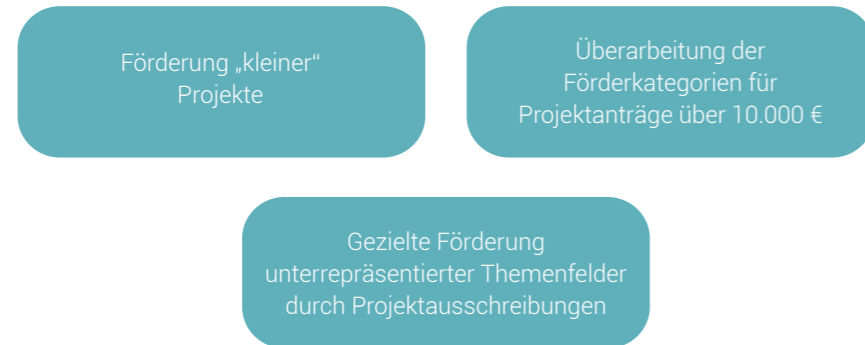 Förderung „kleiner“
Projekte
Überarbeitung der
Förderkategorien für
Projektanträge über 10.000 €
Gezielte Förderung
unterrepräsentierter Themenfelder
durch Projektausschreibungen